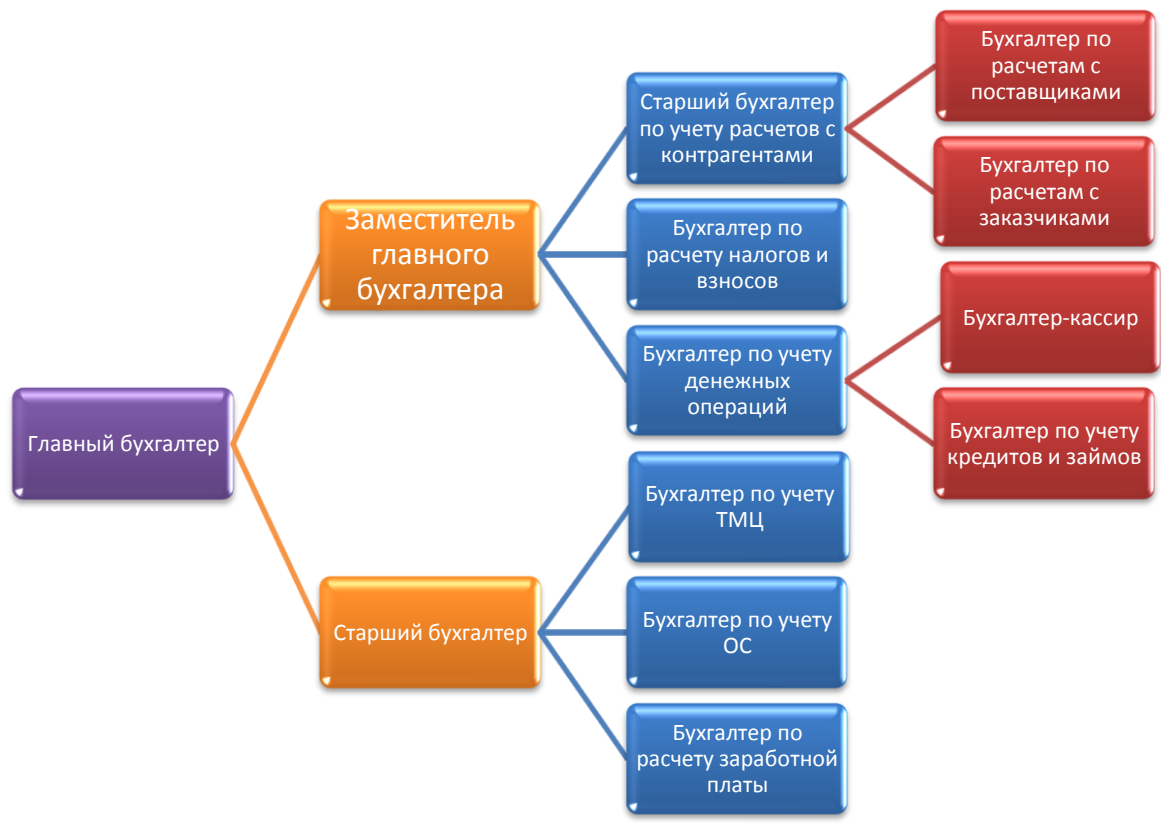 Главный бухгалтер
Заместитель
главного
бухгалтера
Старший бухгалтер
по учету расчетов с
контрагентами
Бухгалтер по
расчетам с
поставщиками
Бухгалтер по
расчетам с
заказчиками
Бухгалтер по
расчету налогов и
взносов
Бухгалтер по учету
денежных
операций
Бухгалтер-кассир
Бухгалтер по учету
кредитов и займов
Старший бухгалтер
Бухгалтер по учету
ТМЦ
Бухгалтер по учету
ОС
Бухгалтер по
расчету заработной
платы